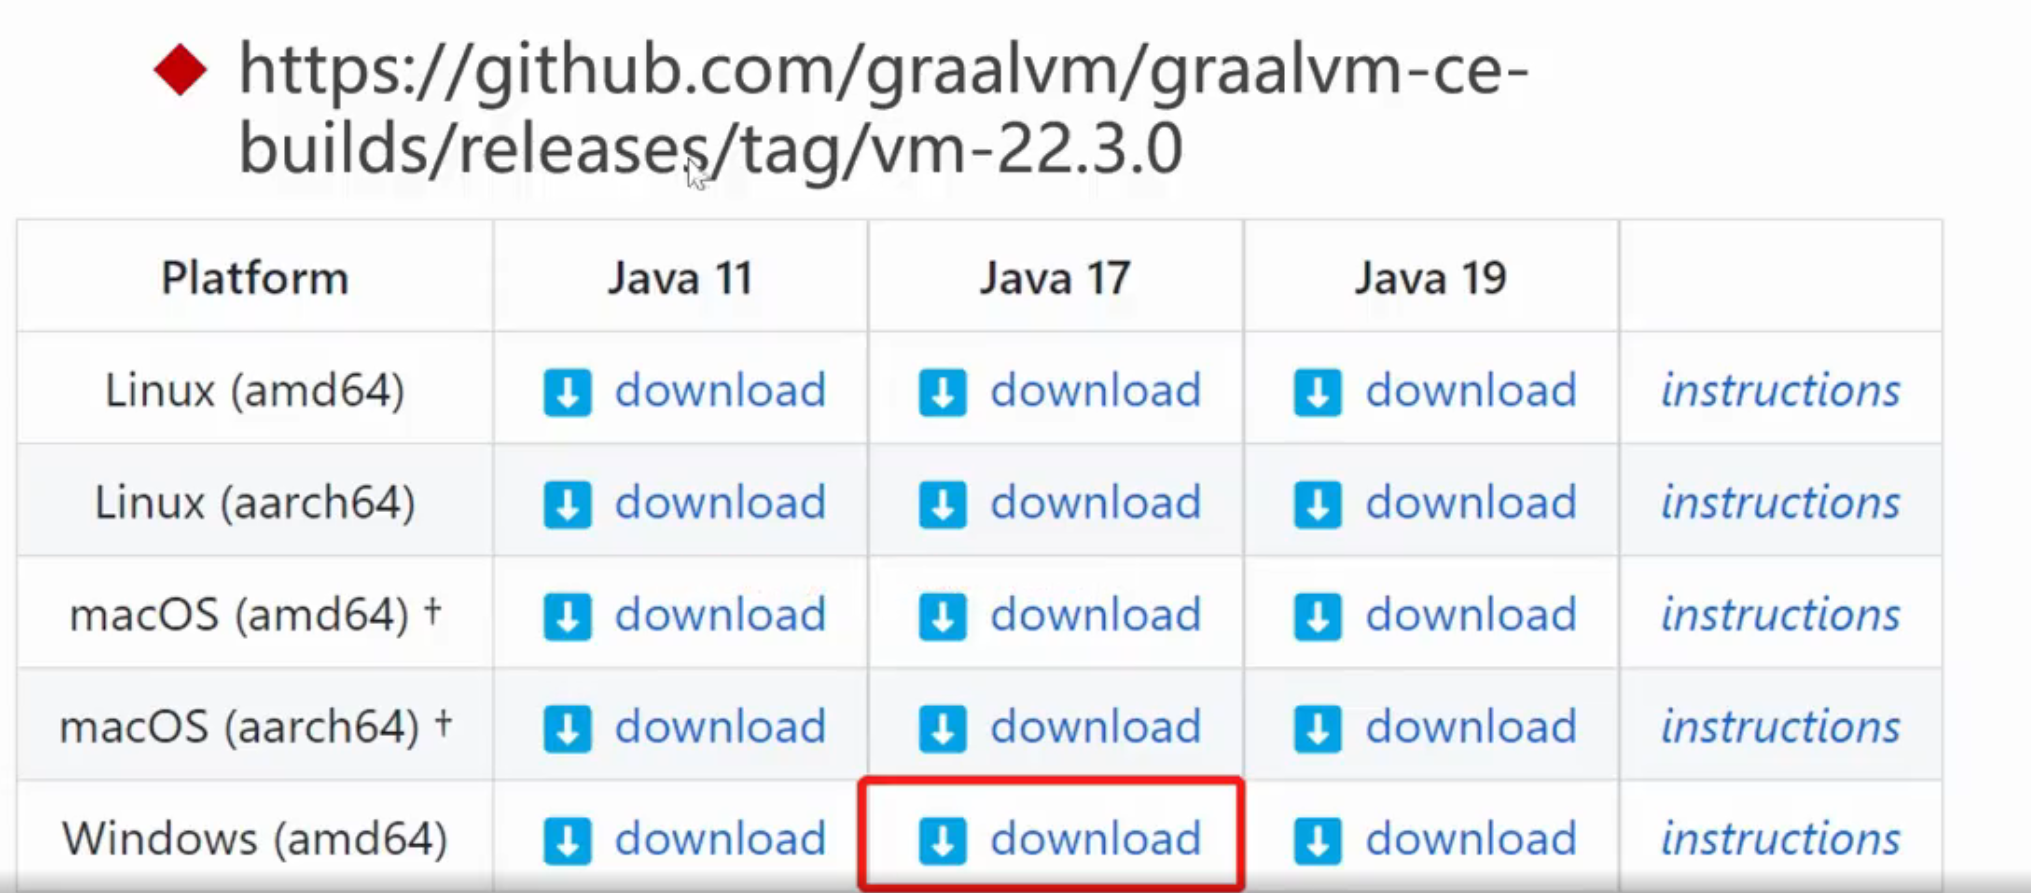 https://github.com/graalvm/graalvm-ce-
builds/releases/tag/vm-22.3.0
Platform Java 11 Java 17 Java 19
Linux (amd64) download download download instructions
Linux (aarch64) download download download instructions
macOS (amd64) † download download download instructions
macOS (aarch64) † download download download instructions
Windows (amd64) download download download instructions